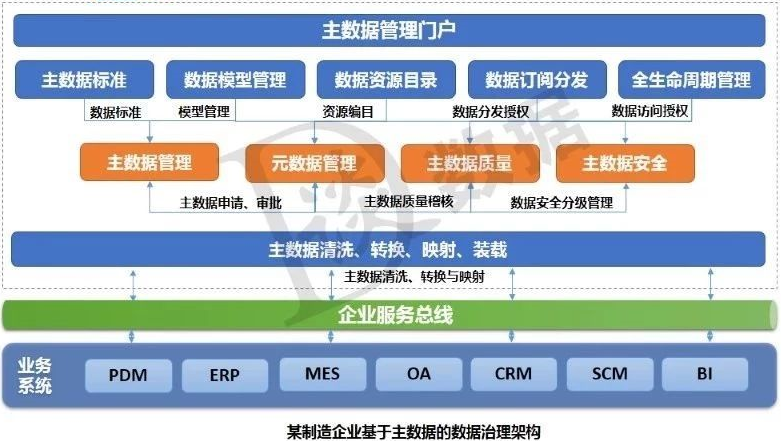 主数据管理门户
主数据标准 数据模型管理 数据资源目录 数据订阅分发 全生命周期管理
数据标准 模型管理 资源编目 数据分发授权 数据访问授权
主数据管理 元数据管理 主数据质量 主数据安全
主数据申请、审批 主数据质量稽核 数据安全分级管理
主数据清洗、转换、映射、装载
主数据清洗、转换与映射
企业服务总线
业务
系统
PDM ERP MES OA CRM SCM BI
某制造企业基于主数据的数据治理架构
谈数据